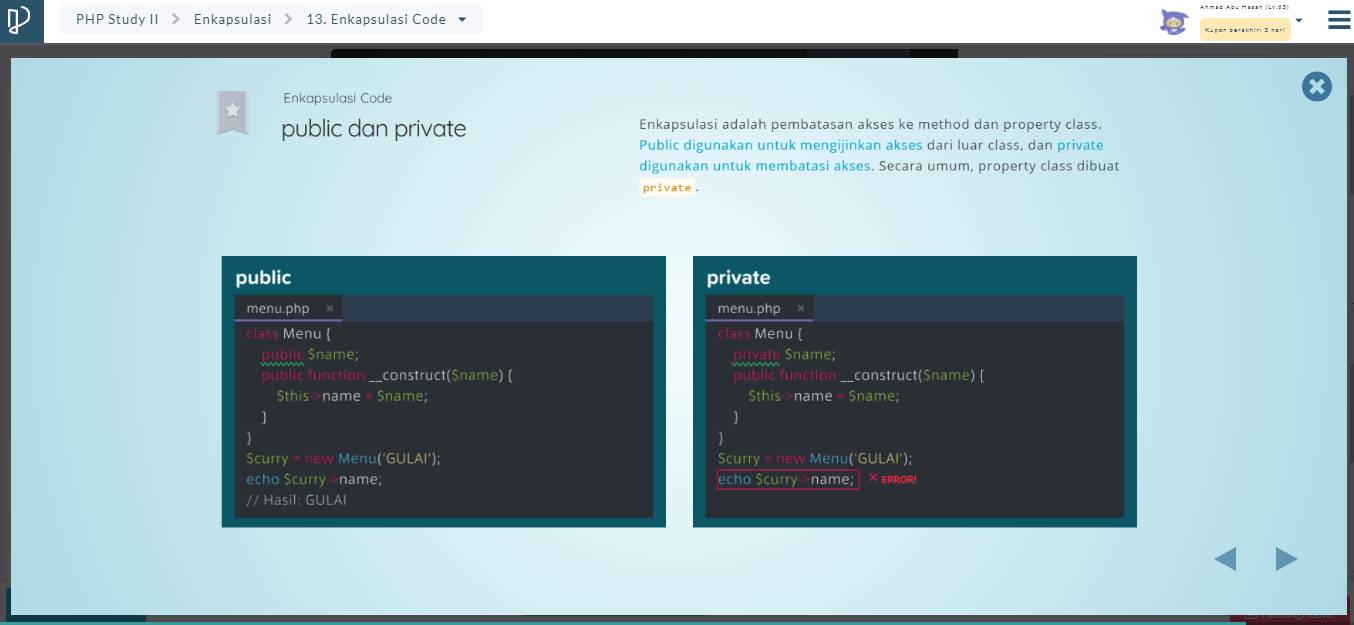 PHP Study II
Enkapsulasi
13. Enkapsulasi Code
Ahmad Abu Hasan (Lv.63)
Kupon berakhir: 3 hari
Enkapsulasi Code
public dan private
Enkapsulasi adalah pembatasan akses ke method dan property class.
Public digunakan untuk mengijinkan akses dari luar class, dan private
digunakan untuk membatasi akses. Secara umum, property class dibuat
private.
public
menu.php ×
class Menu {
public $name;
public function __construct($name) {
$this->name = $name;
}
}
$curry = new Menu('GULAI');
echo $curry->name;
// Hasil: GULAI
private
menu.php ×
class Menu {
private $name;
public function __construct($name) {
$this->name = $name;
}
}
$curry = new Menu('GULAI');
echo $curry->name; × ERROR!